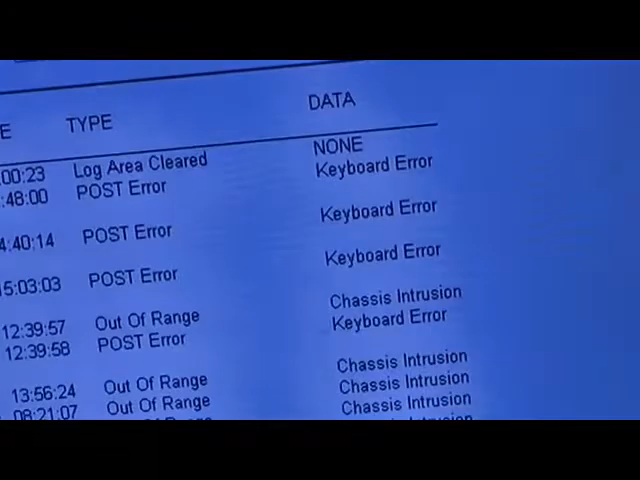 E TYPE DATA
:00:23 Log Area Cleared NONE
:48:00 POST Error Keyboard Error
4:40:14 POST Error Keyboard Error
15:03:03 POST Error Keyboard Error
12:39:57 Out Of Range Chassis Intrusion
12:39:58 POST Error Keyboard Error
13:56:24 Out Of Range Chassis Intrusion
08:21:07 Out Of Range Chassis Intrusion
Chassis Intrusion